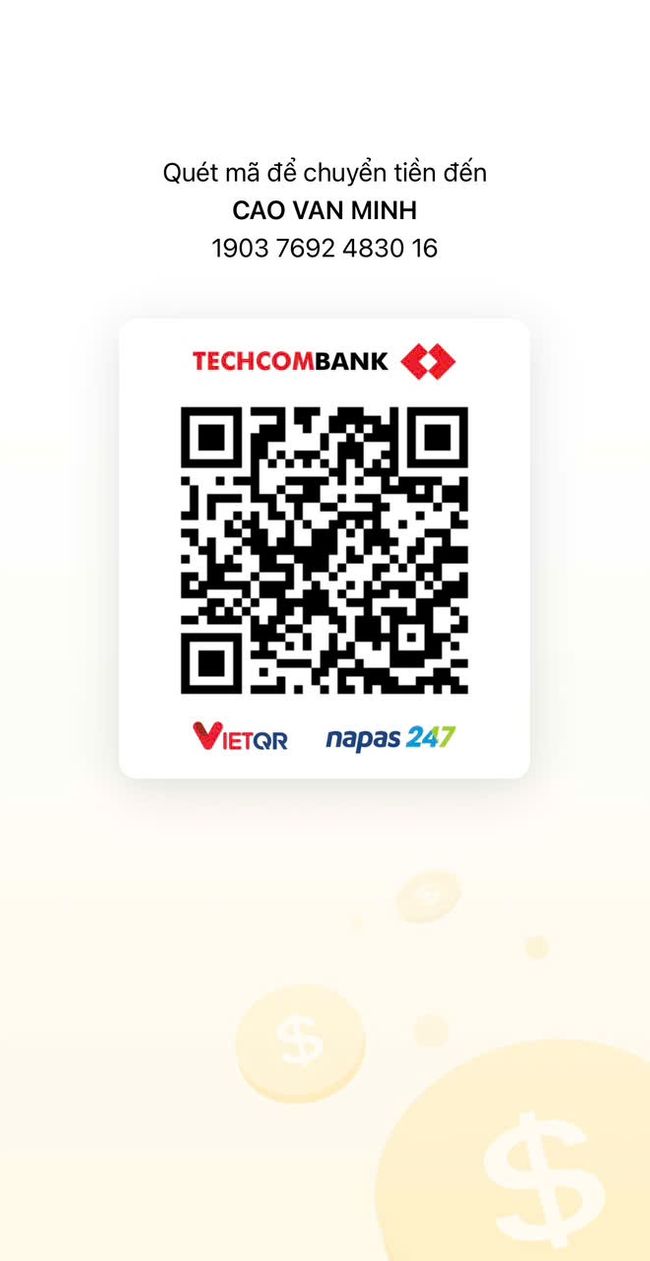 Quét mã để chuyển tiền đến
CAO VAN MINH
1903 7692 4830 16
TECHCOMBANK
VIETQR napas 247
$
$